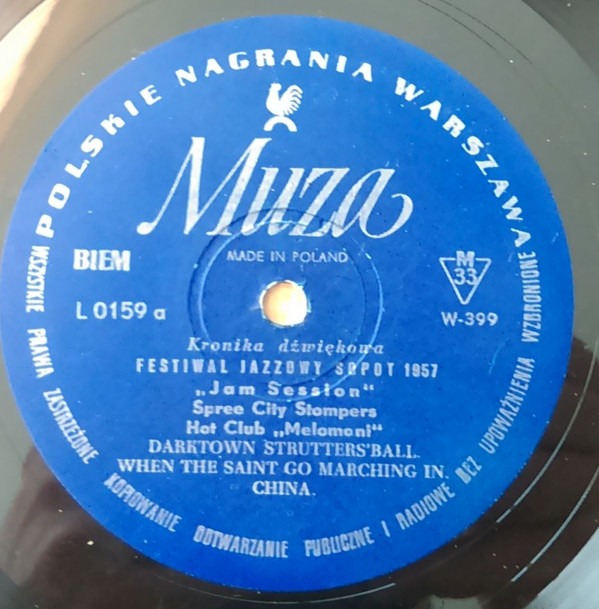 POLSKIE NAGRANIA WARSZAWA
Muza
MADE IN POLAND
BIEM
M
33
L 0159 a
W-399
Kronika dźwiękowa
FESTIWAL JAZZOWY SOPOT 1957
„Jam Session"
Spree City Stompers
Hot Club „Melomoni"
DARKTOWN STRUTTERS'BALL.
WHEN THE SAINT GO MARCHING IN.
CHINA.
WSZYSTKIE PRAWA ZASTRZEŻONE KOPIOWANIE ODTWARZANIE PUBLICZNE I RADIOWE BEZ UPOWAŻNIENIA WZBRONIONE